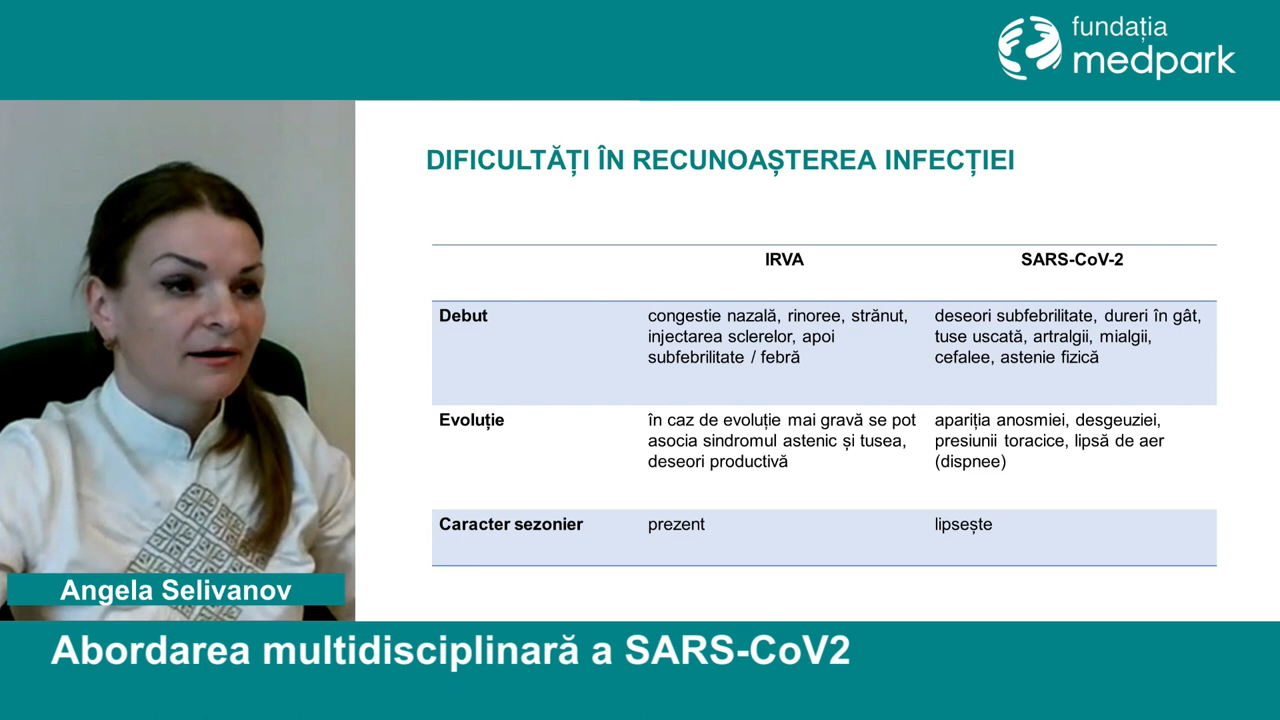 fundația
medpark
DIFICULTĂȚI ÎN RECUNOAȘTEREA INFECȚIEI
IRVA
SARS-CoV-2
Debut
congestie nazală, rinoree, strănut,
injectarea sclerelor, apoi
subfebrilitate / febră
deseori subfebrilitate, dureri în gât,
tuse uscată, artralgii, mialgii,
cefalee, astenie fizică
Evoluție
în caz de evoluție mai gravă se pot
asocia sindromul astenic și tusea,
deseori productivă
apariția anosmiei, desgeuziei,
presiunii toracice, lipsă de aer
(dispnee)
Caracter sezonier
prezent
lipsește
Angela Selivanov
Abordarea multidisciplinară a SARS-CoV2